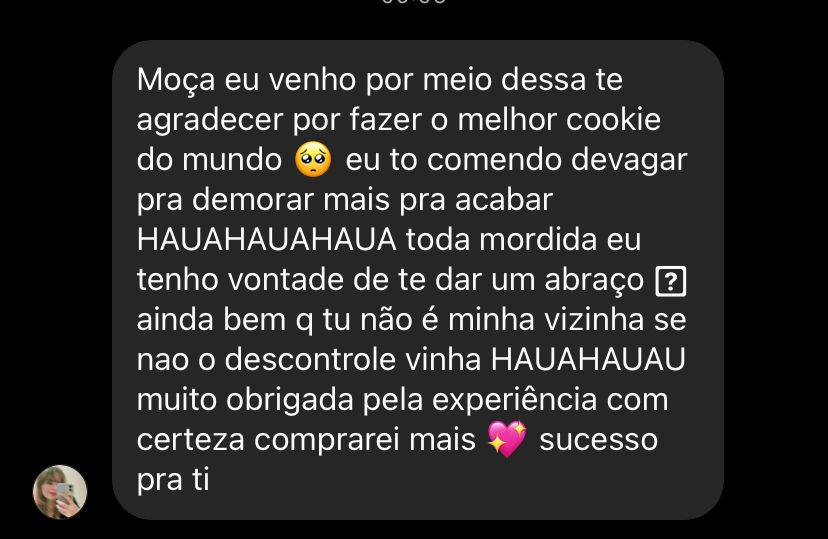 Moça eu venho por meio dessa te
agradecer por fazer o melhor cookie
do mundo 🥺 eu to comendo devagar
pra demorar mais pra acabar
HAUAHAUAHAUA toda mordida eu
tenho vontade de te dar um abraço ⍰
ainda bem q tu não é minha vizinha se
nao o descontrole vinha HAUAHAUAU
muito obrigada pela experiência com
certeza comprarei mais 💖 sucesso
pra ti